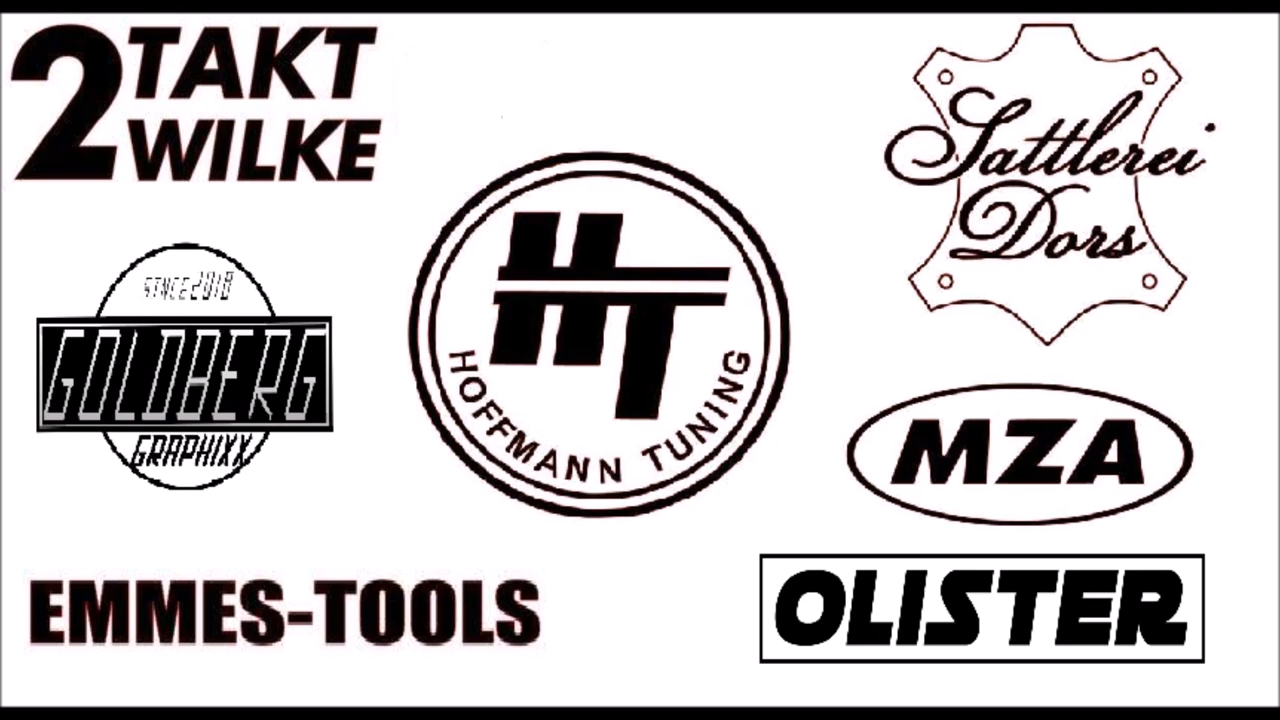 2 TAKT
WILKE
SINCE 2018
GOLDBERG
GRAPHIXX
HT
HOFFMANN TUNING
Sattlerei
Dors
MZA
EMMES-TOOLS
OLISTER